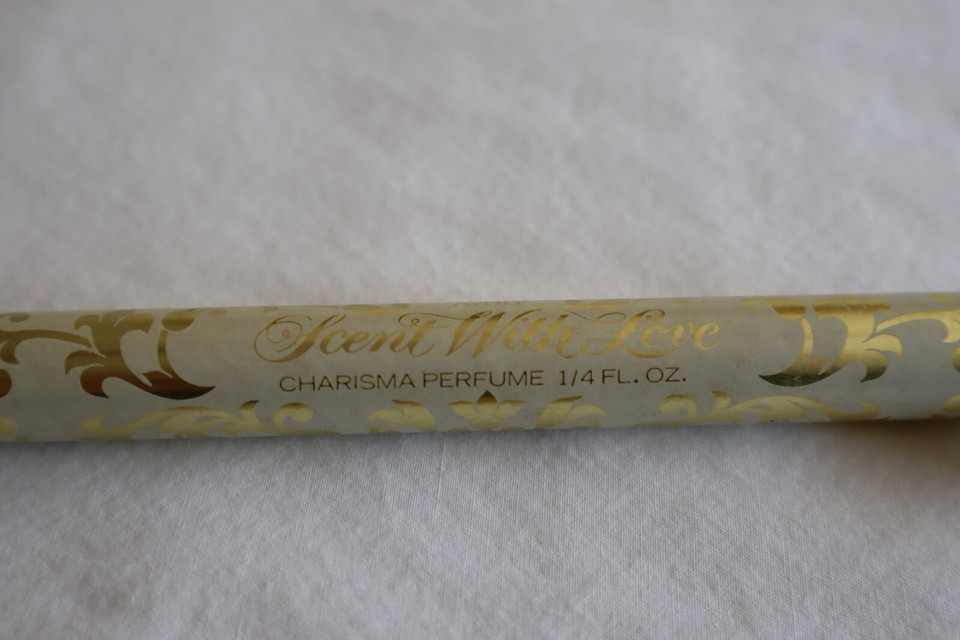 Scent With Love
CHARISMA PERFUME 1/4 FL. OZ.